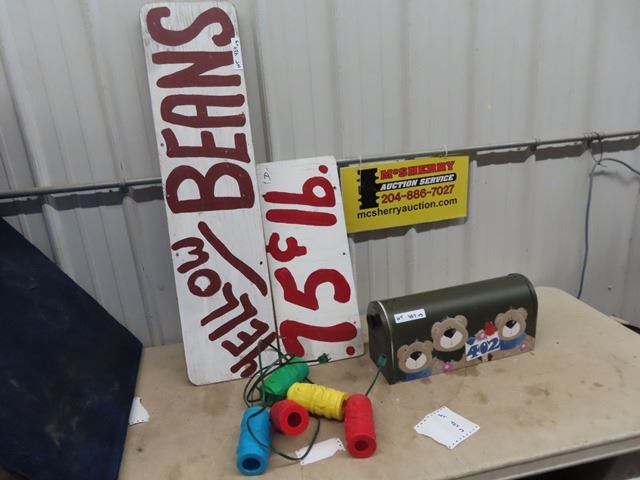 YELLOW BEANS
.75¢ lb.
McSHERRY
AUCTION SERVICE
204-886-7027
mcsherryauction.com
402